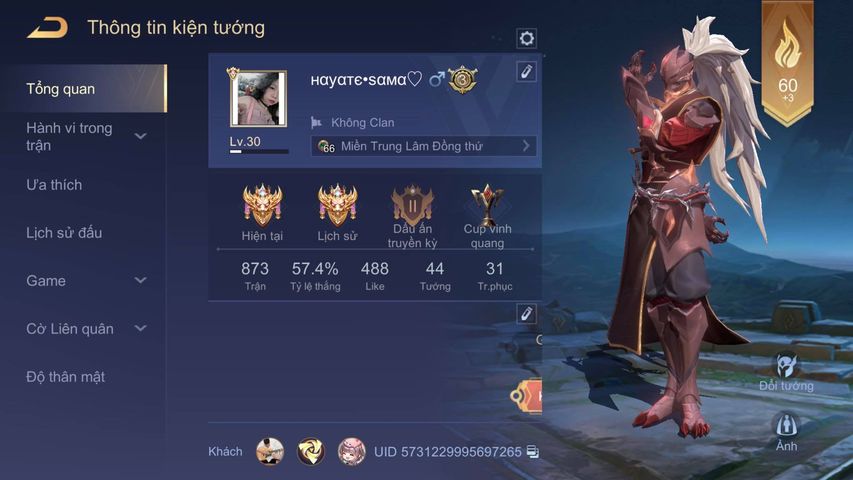 Thông tin kiện tướng
Tổng quan
Hành vi trong
trận
Ưa thích
Lịch sử đấu
Game
Cờ Liên quân
Độ thân mật
нαуαтє•ѕαмα♡
3
Không Clan
Lv.30
66 Miền Trung Lâm Đồng thứ
II
Hiện tại
Lịch sử
Dấu ấn
truyền kỳ
Cup vinh
quang
873 57.4% 488 44 31
Trận Tỷ lệ thắng Like Tướng Tr.phục
Khách
UID 5731229995697265
60
+3
Đổi tướng
Ảnh